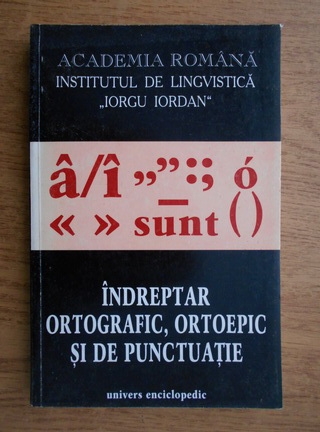 ACADEMIA ROMÂNĂ
INSTITUTUL DE LINGVISTICĂ
„IORGU IORDAN“
â/î „”_:; ó
« » sunt ()
ÎNDREPTAR
ORTOGRAFIC, ORTOEPIC
ȘI DE PUNCTUAȚIE
univers enciclopedic